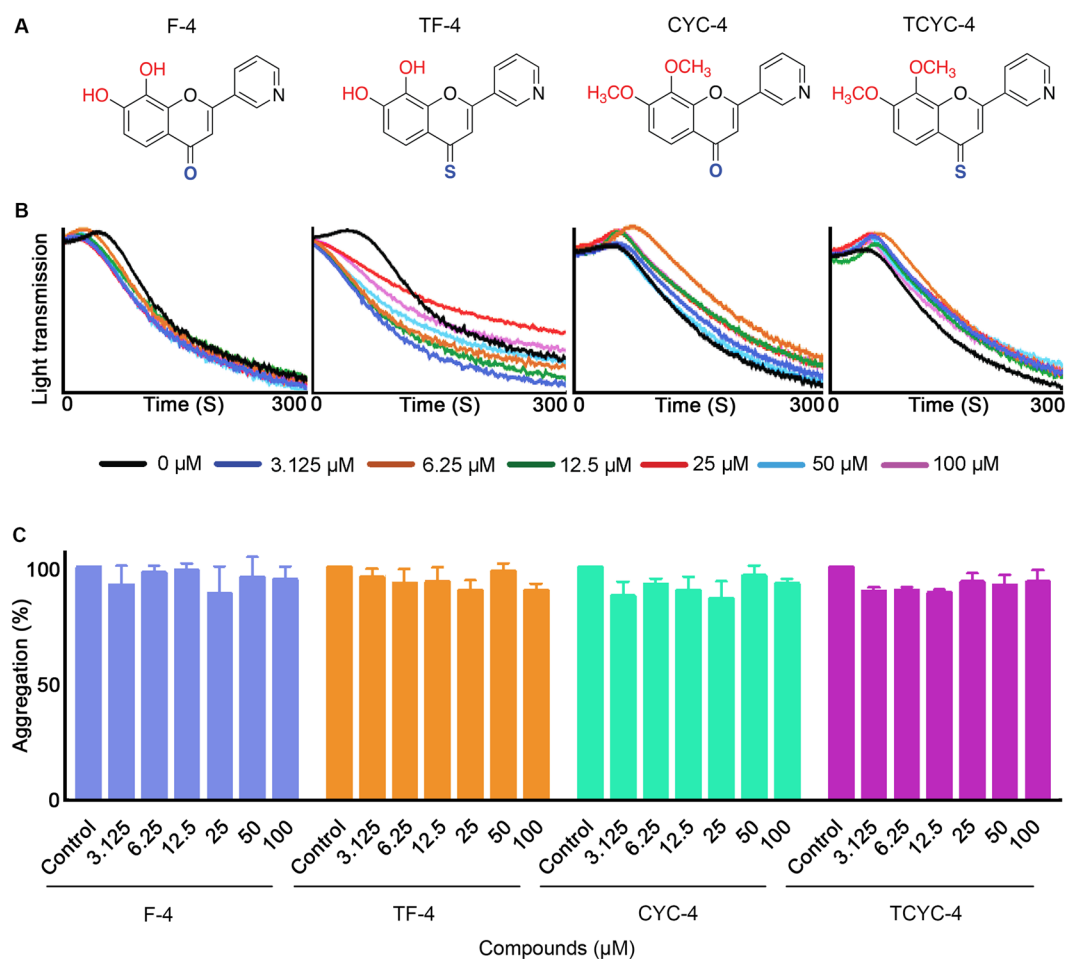 A
F-4
TF-4
CYC-4
TCYC-4
OH
HO
O
N
O
OH
HO
O
N
S
OCH₃
H₃CO
O
N
O
OCH₃
H₃CO
O
N
S
B
Light transmission
0 Time (S) 300
0 Time (S) 300
0 Time (S) 300
0 Time (S) 300
0 µM 3.125 µM 6.25 µM 12.5 µM 25 µM 50 µM 100 µM
C
Aggregation (%)
100
50
0
Control 3.125 6.25 12.5 25 50 100
Control 3.125 6.25 12.5 25 50 100
Control 3.125 6.25 12.5 25 50 100
Control 3.125 6.25 12.5 25 50 100
F-4 TF-4 CYC-4 TCYC-4
Compounds (µM)